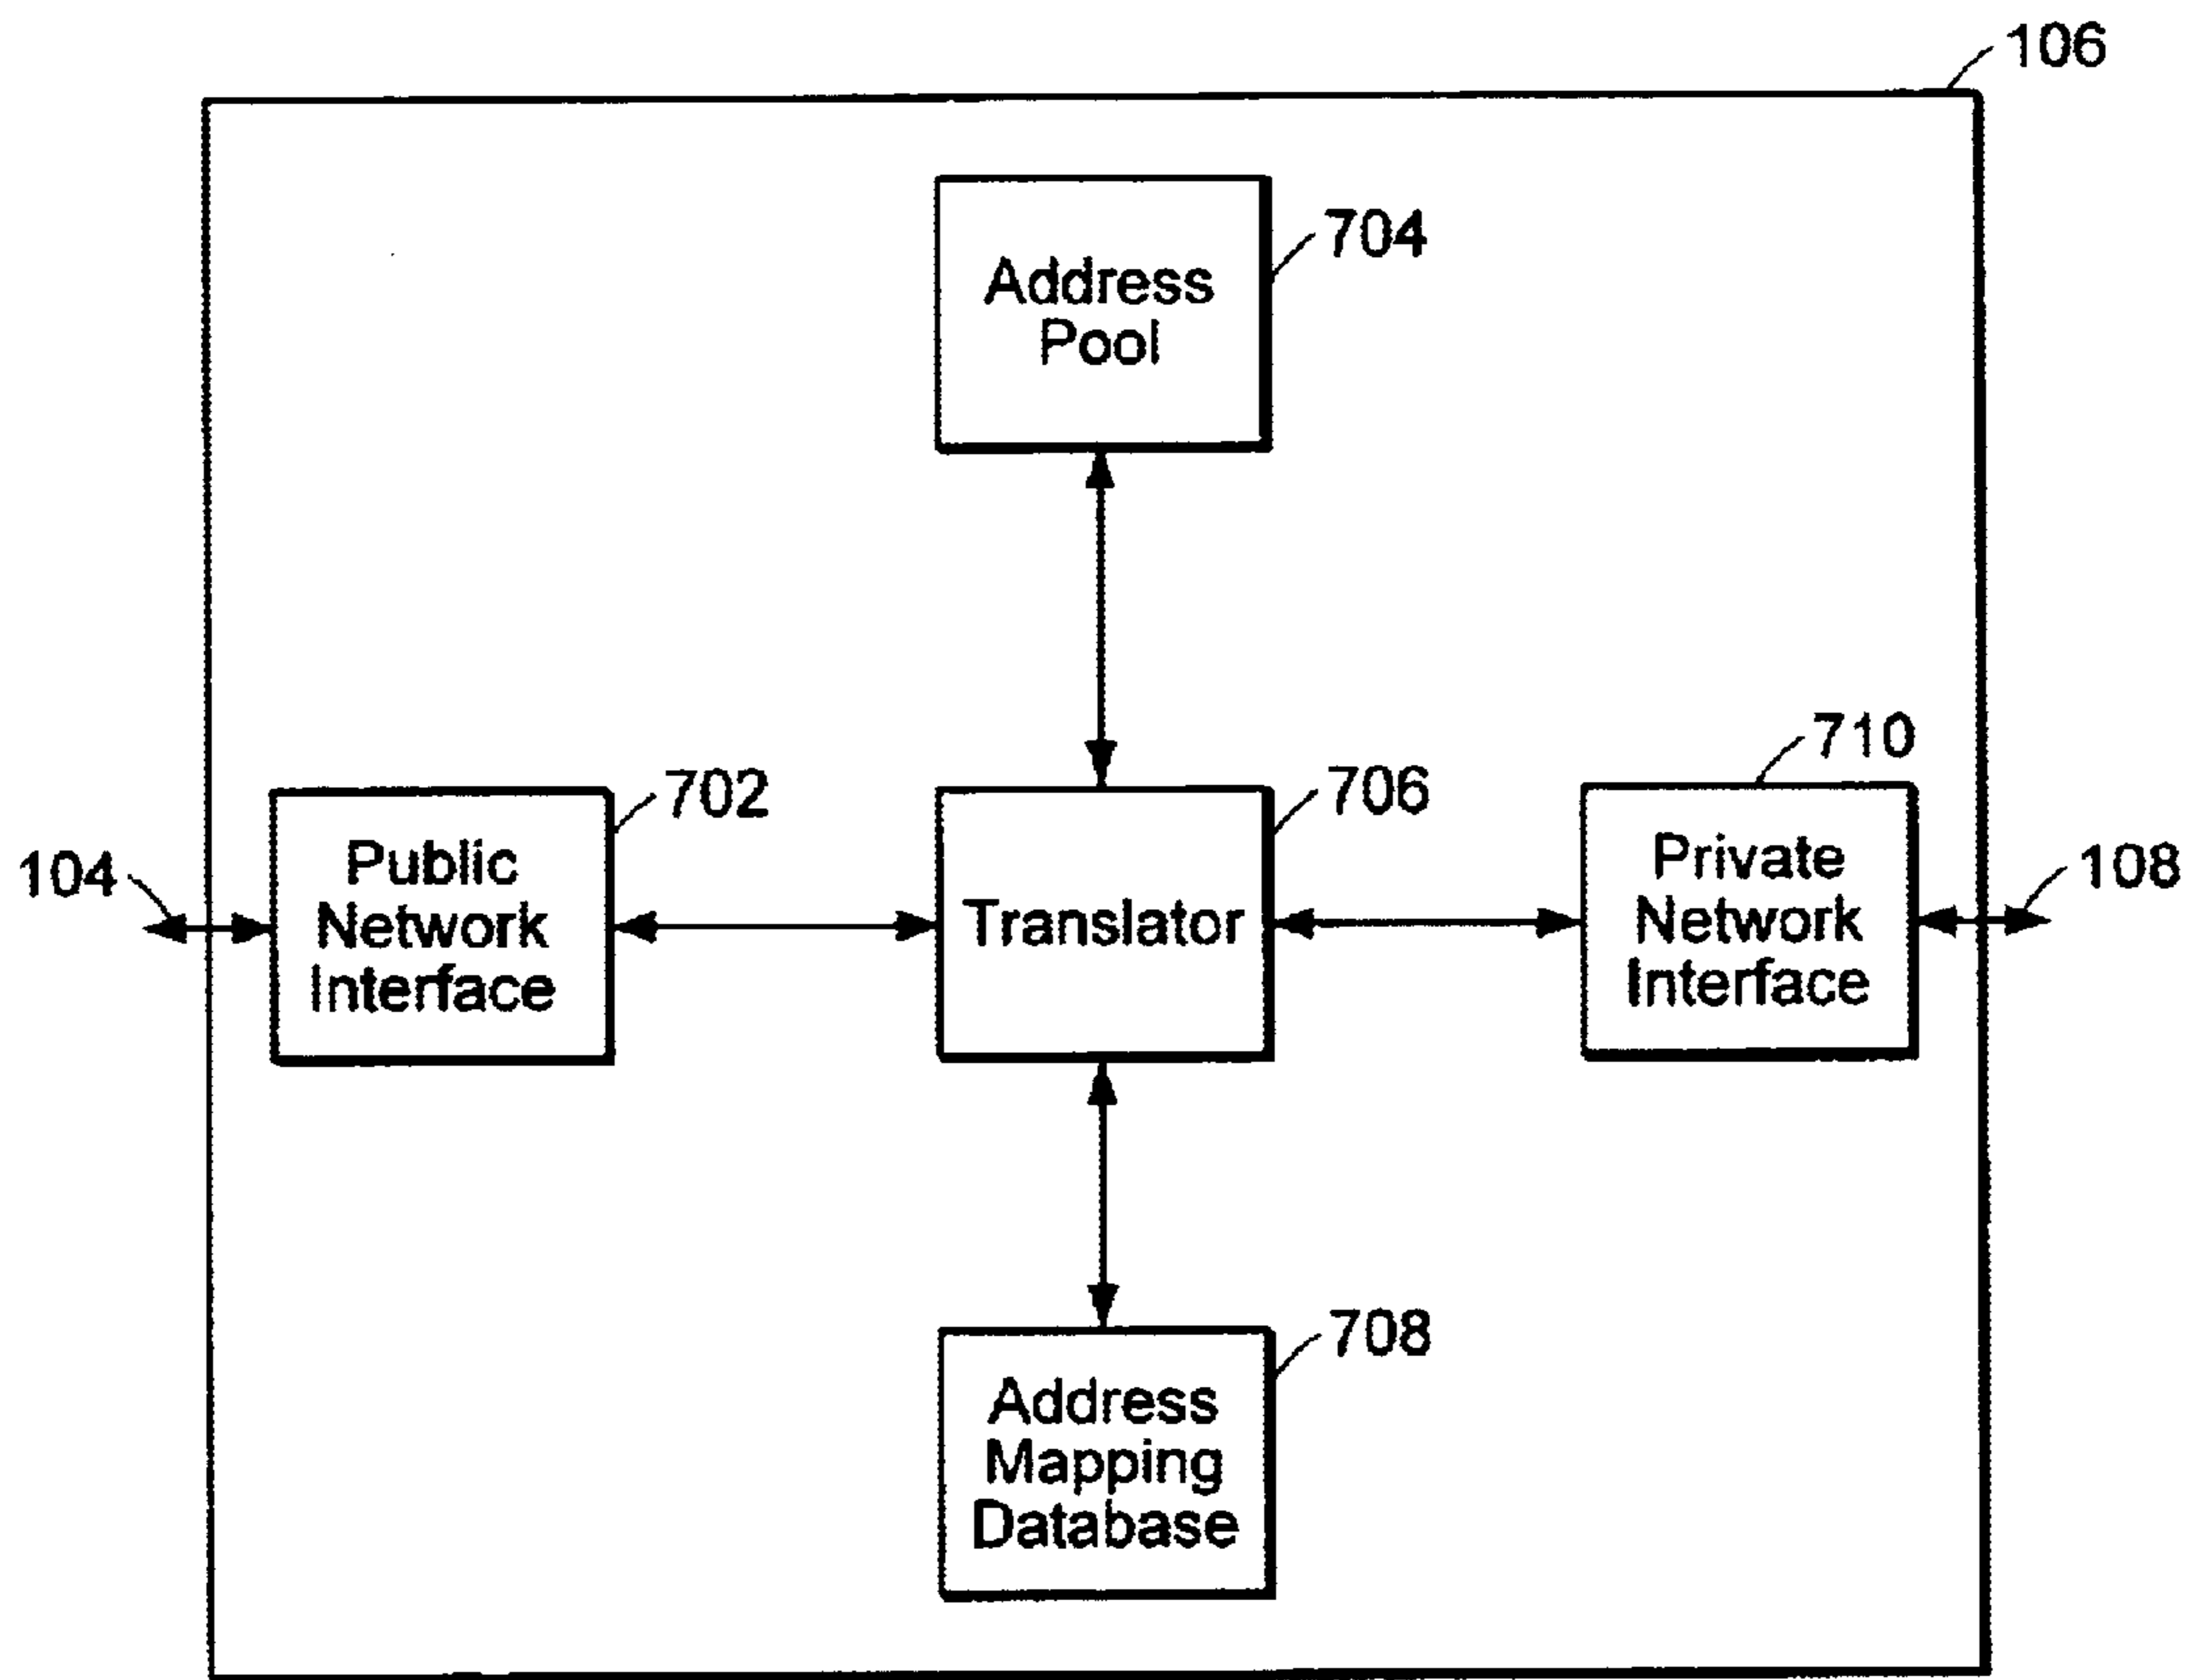 106
Address
Pool
704
702
706
710
104
Public
Network
Interface
Translator
Private
Network
Interface
108
708
Address
Mapping
Database